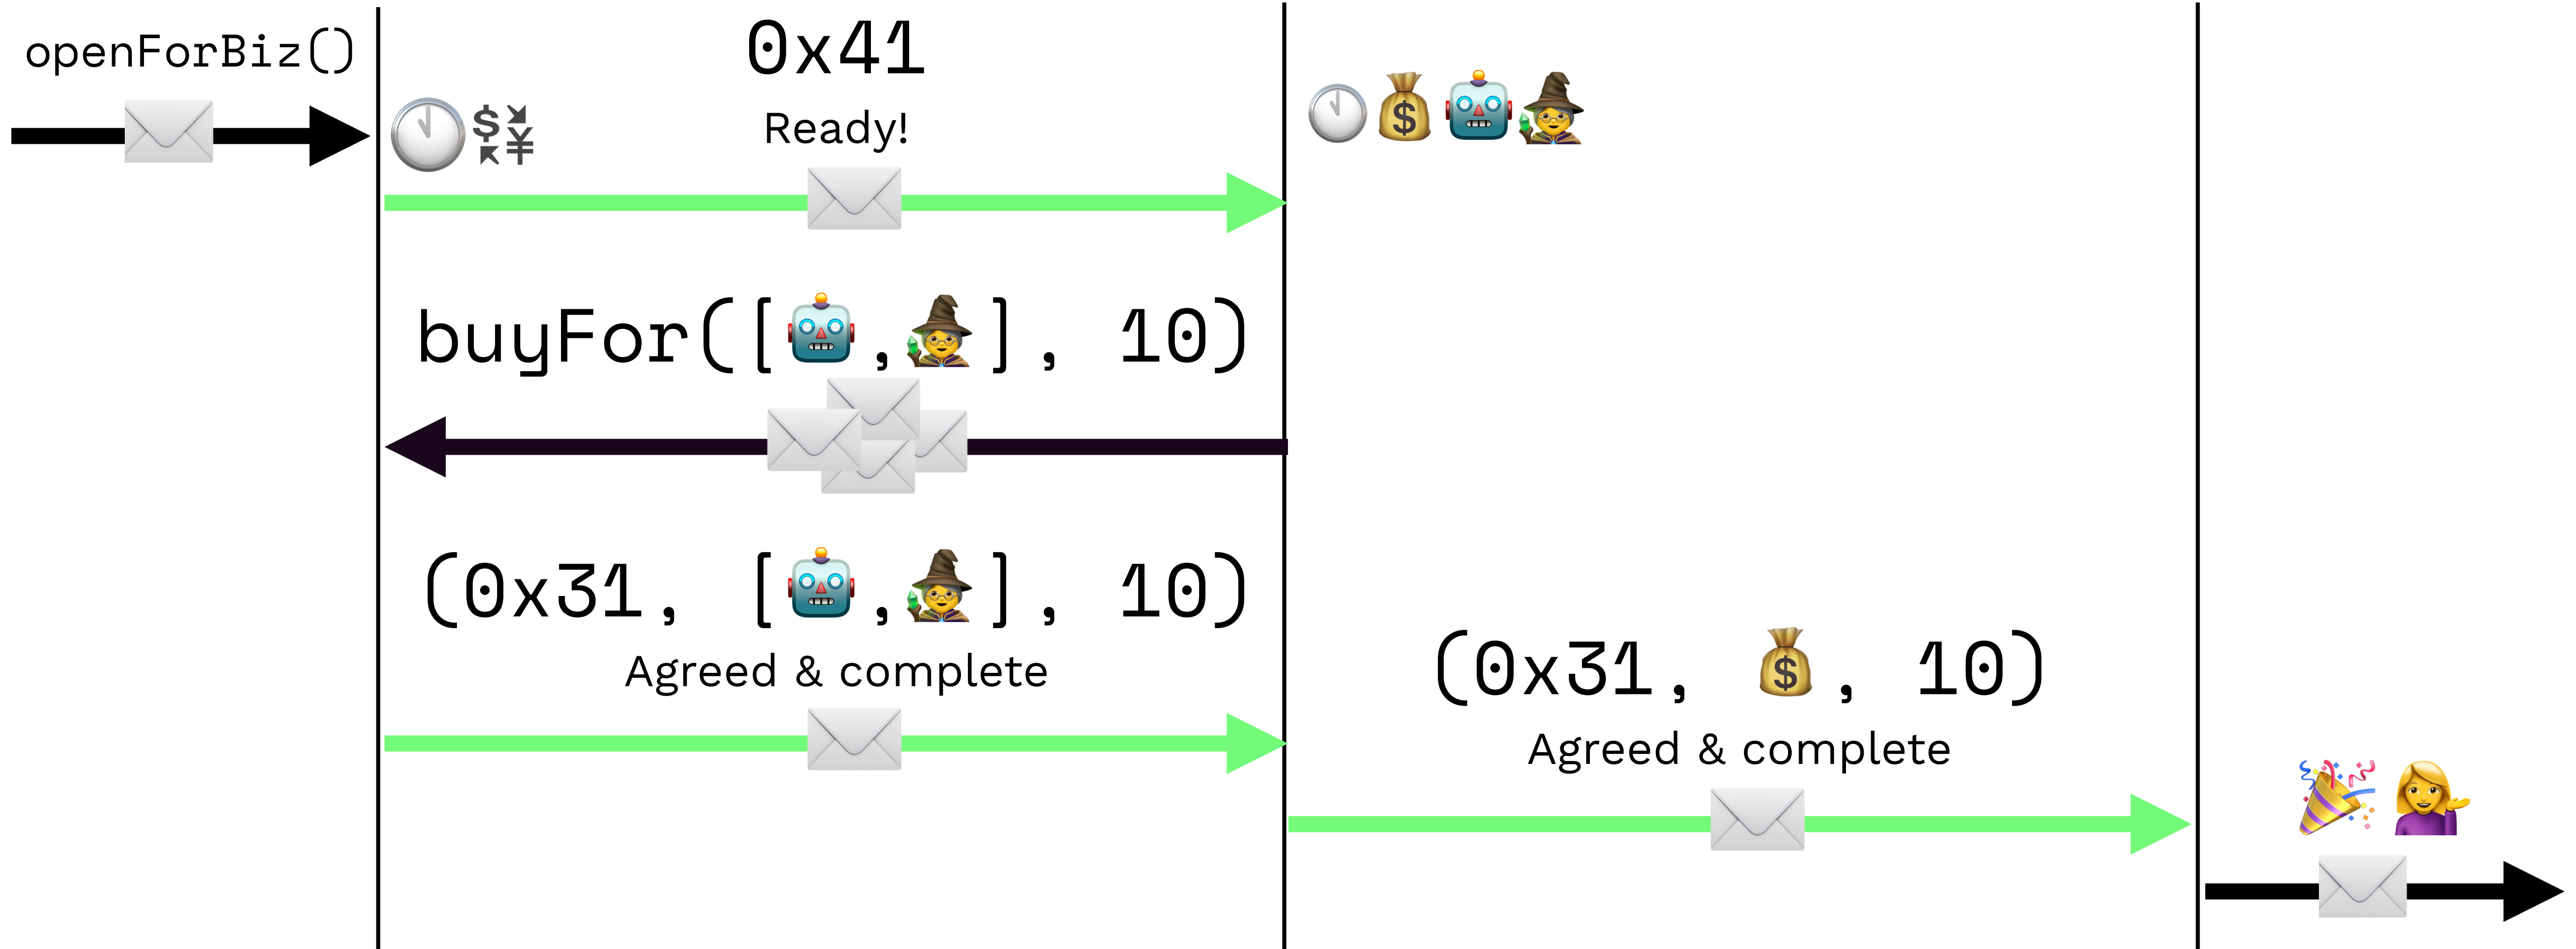 openForBiz()
0x41
Ready!
buyFor([🤖,🧙], 10)
(0x31, [🤖,🧙], 10)
Agreed & complete
(0x31, 💰, 10)
Agreed & complete